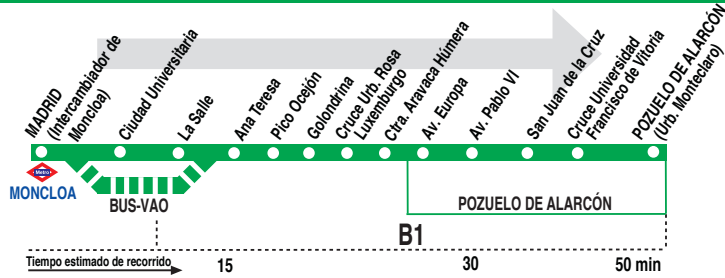 MADRID
(Intercambiador de
Moncloa)
Ciudad Universitaria
La Salle
Ana Teresa
Pico Ocejón
Golondrina
Cruce Urb. Rosa
Luxemburgo
Ctra. Aravaca Húmera
Av. Europa
Av. Pablo VI
San Juan de la Cruz
Cruce Universidad
Francisco de Vitoria
POZUELO DE ALARCÓN
(Urb. Monteclaro)
Metro
MONCLOA
BUS-VAO
POZUELO DE ALARCÓN
B1
Tiempo estimado de recorrido
15
30
50 min